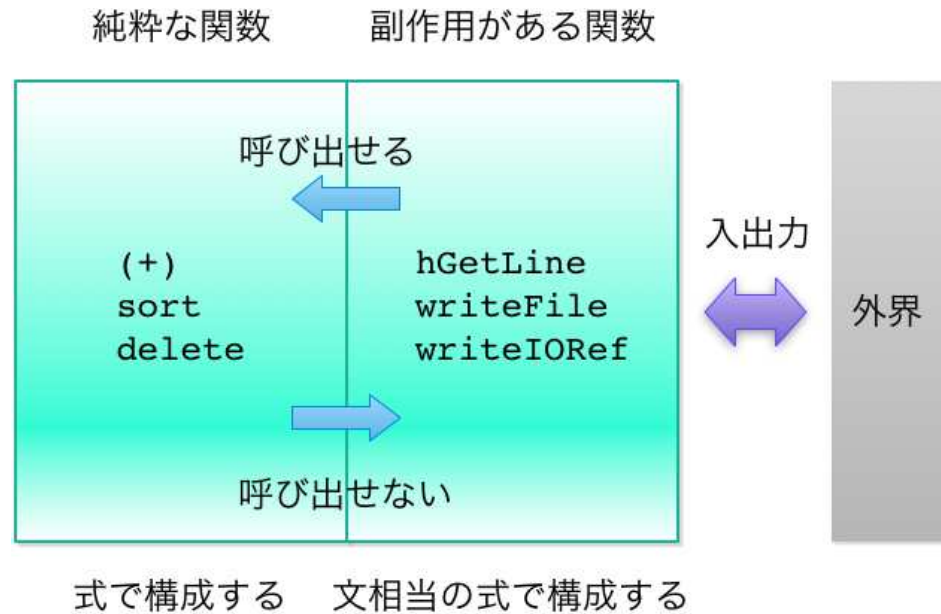 純粋な関数
副作用がある関数
呼び出せる
(+)
sort
delete
hGetLine
writeFile
writeIORef
呼び出せない
入出力
外界
式で構成する
文相当の式で構成する